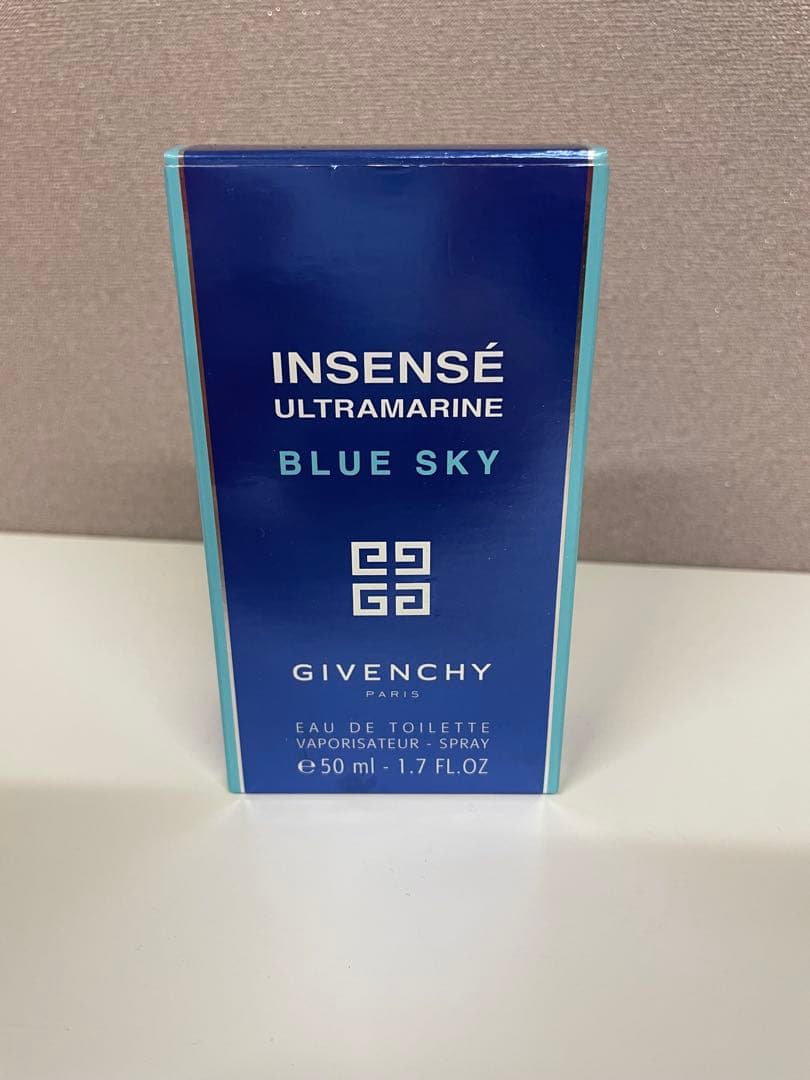 INSENSÉ
ULTRAMARINE
BLUE SKY
GIVENCHY
PARIS
EAU DE TOILETTE
VAPORISATEUR - SPRAY
℮50 ml - 1.7 FL.OZ